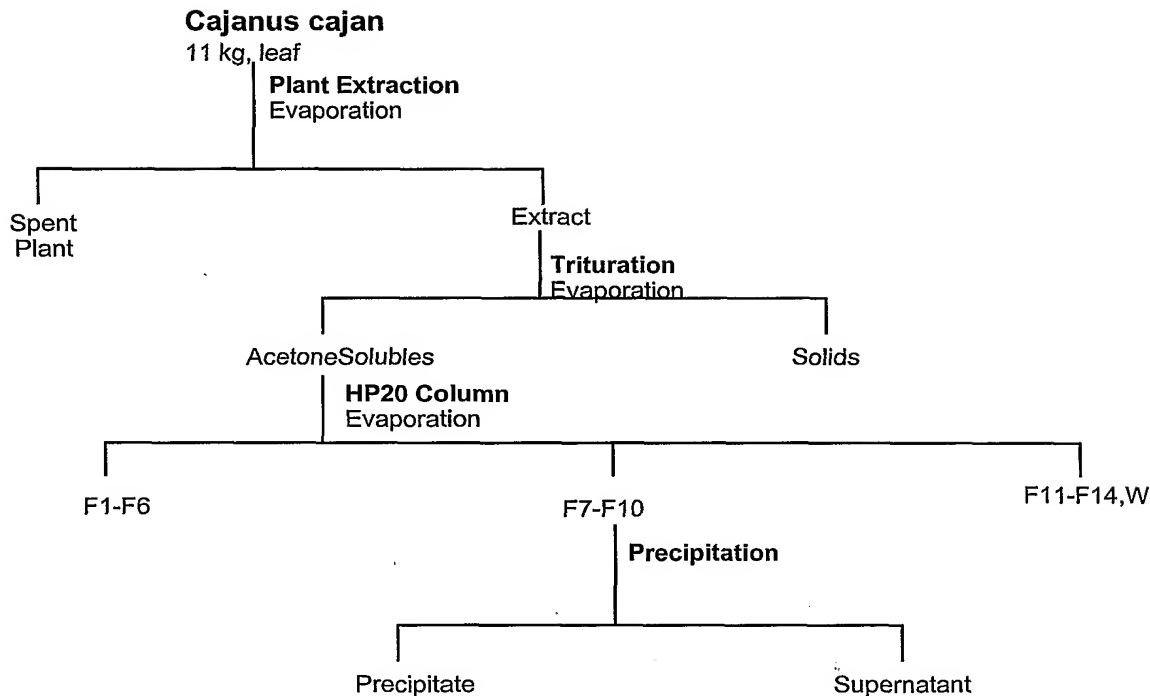 Cajanus cajan
11 kg, leaf
Plant Extraction
Evaporation
Spent
Plant
Extract
Trituration
Evaporation
AcetoneSolubles
Solids
HP20 Column
Evaporation
F1-F6
F7-F10
F11-F14,W
Precipitation
Precipitate
Supernatant